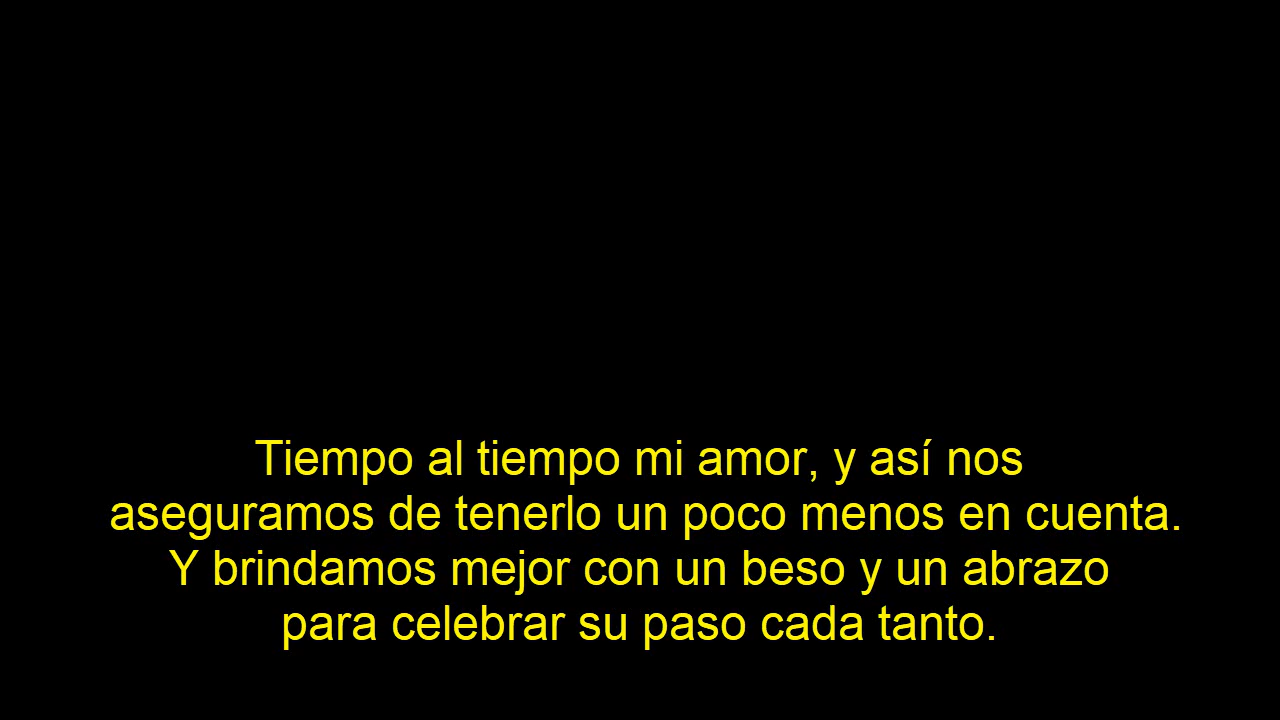 Tiempo al tiempo mi amor, y así nos
aseguramos de tenerlo un poco menos en cuenta.
Y brindamos mejor con un beso y un abrazo
para celebrar su paso cada tanto.